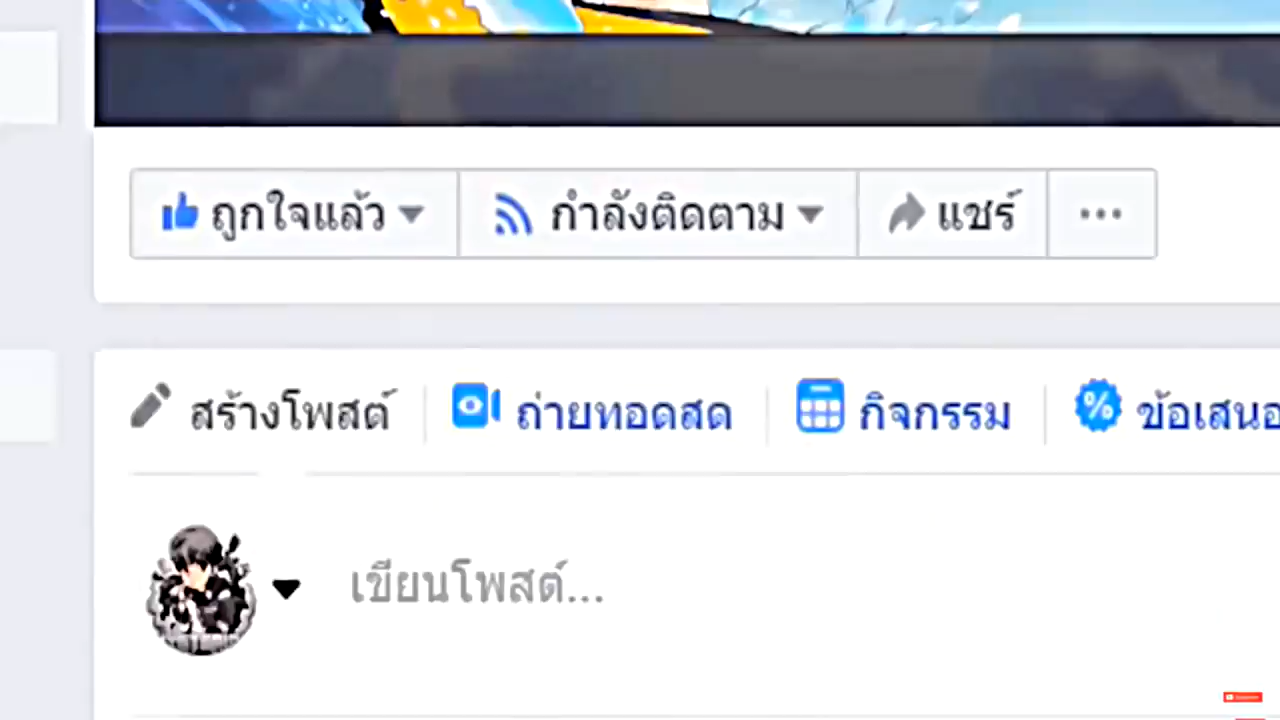 ถูกใจแล้ว กำลังติดตาม แชร์
สร้างโพสต์ ถ่ายทอดสด กิจกรรม ข้อเสนอ
เขียนโพสต์...